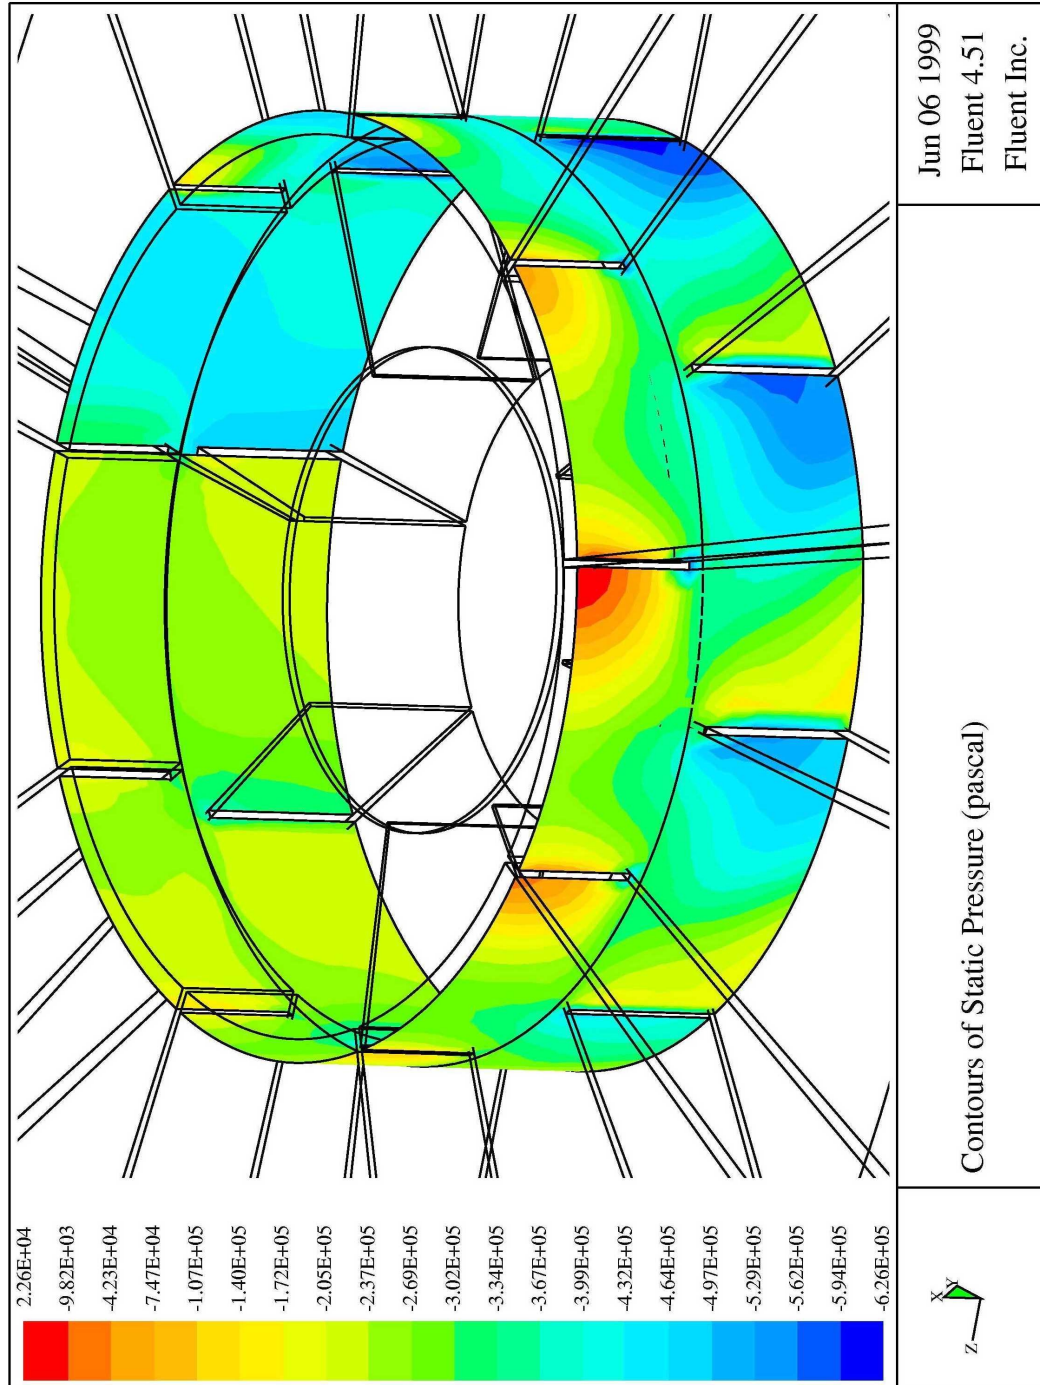 2.26E+04
-9.82E+03
-4.23E+04
-7.47E+04
-1.07E+05
-1.40E+05
-1.72E+05
-2.05E+05
-2.37E+05
-2.69E+05
-3.02E+05
-3.34E+05
-3.67E+05
-3.99E+05
-4.32E+05
-4.64E+05
-4.97E+05
-5.29E+05
-5.62E+05
-5.94E+05
-6.26E+05
X
Y
Z
Contours of Static Pressure (pascal)
Jun 06 1999
Fluent 4.51
Fluent Inc.